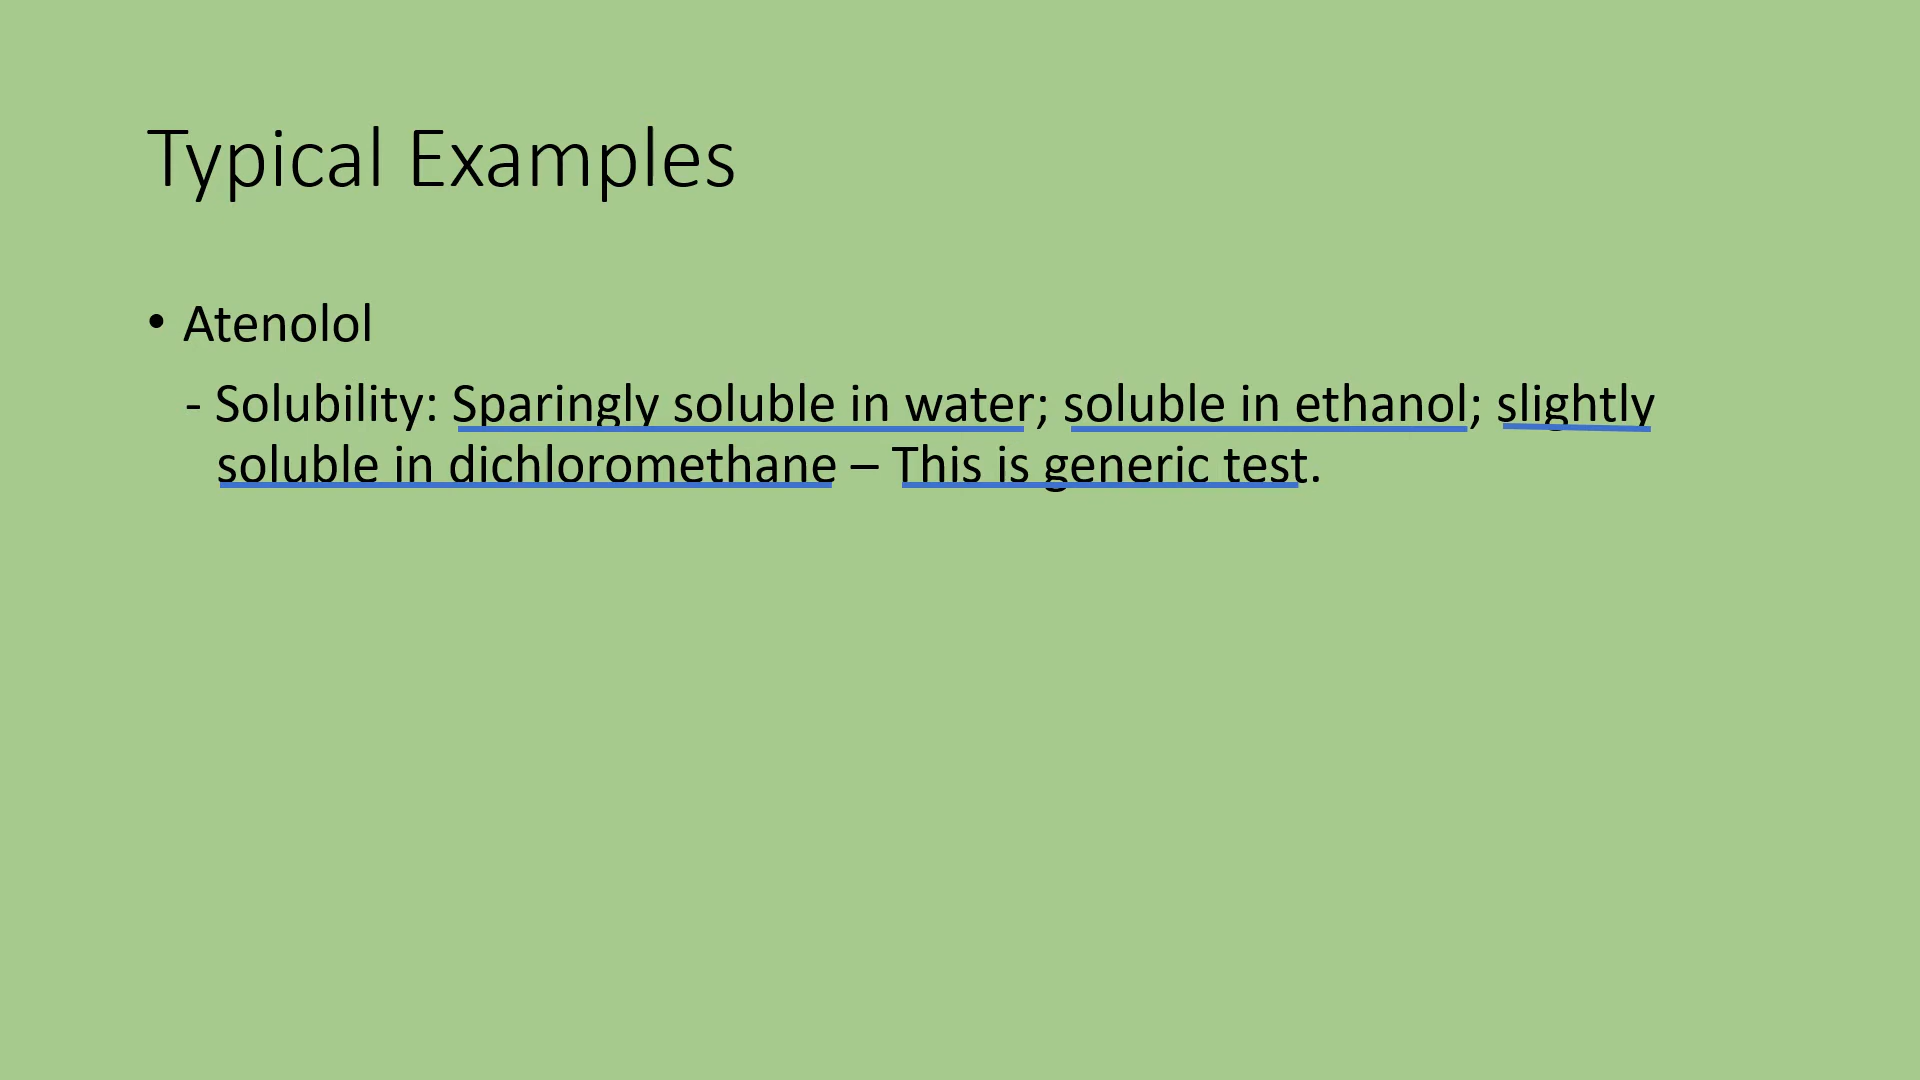 Typical Examples
• Atenolol
- Solubility: Sparingly soluble in water; soluble in ethanol; slightly
soluble in dichloromethane – This is generic test.